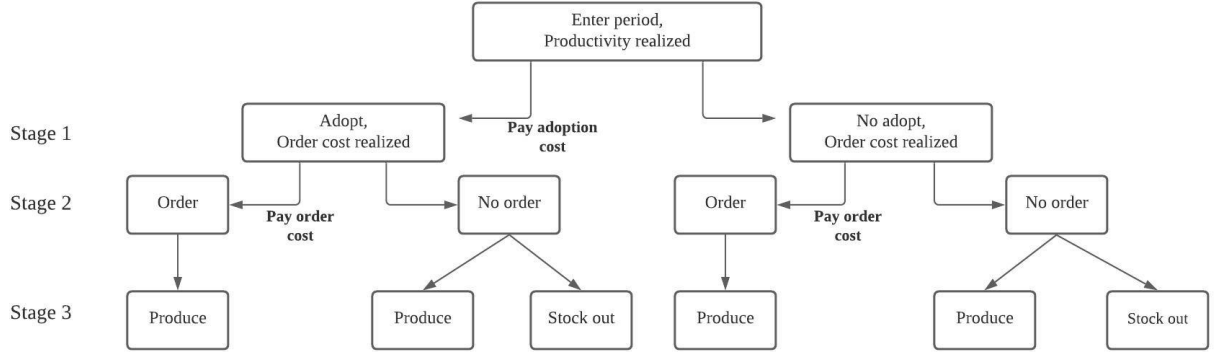 Enter period,
Productivity realized
Stage 1
Adopt,
Order cost realized
Pay adoption
cost
No adopt,
Order cost realized
Stage 2
Order
Pay order
cost
No order
Order
Pay order
cost
No order
Stage 3
Produce
Produce
Stock out
Produce
Produce
Stock out